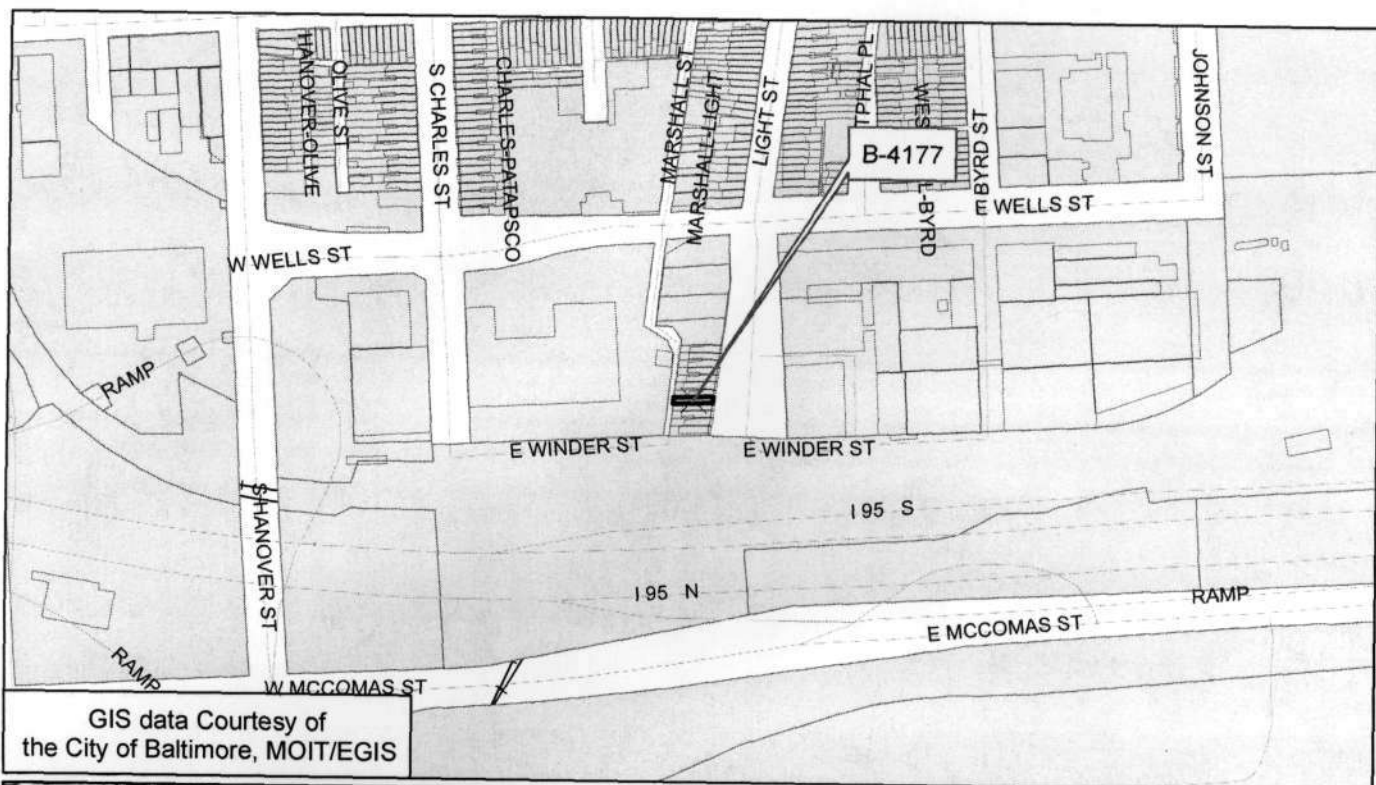 HANOVER-OLIVE
OLIVE ST
S CHARLES ST
CHARLES-PATAPSCO
MARSHALL ST
MARSHALL-LIGHT
LIGHT ST
TPHAL PL
WES
L-BYRD
BYRD ST
JOHNSON ST
B-4177
E WELLS ST
W WELLS ST
RAMP
E WINDER ST
E WINDER ST
S HANOVER ST
I 95 S
I 95 N
RAMP
E MCCOMAS ST
RAMP
W MCCOMAS ST
GIS data Courtesy of
the City of Baltimore, MOIT/EGIS